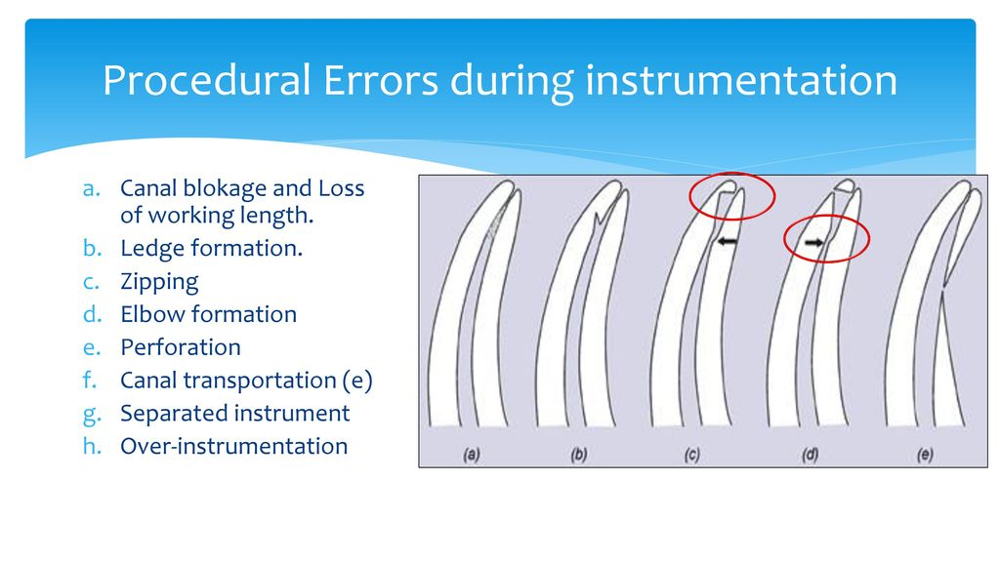 Procedural Errors during instrumentation
a. Canal blokage and Loss
of working length.
b. Ledge formation.
c. Zipping
d. Elbow formation
e. Perforation
f. Canal transportation (e)
g. Separated instrument
h. Over-instrumentation
(a) (b) (c) (d) (e)